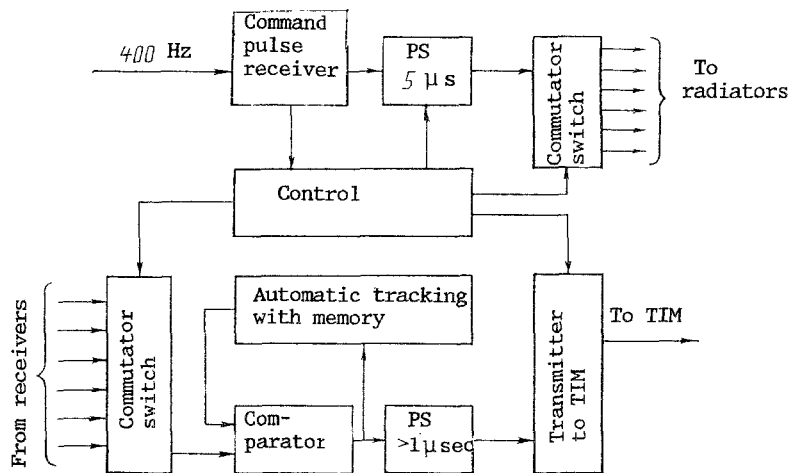 400 Hz
Command
pulse
receiver
PS
5 μs
Commutator
switch
To
radiators
Control
From receivers
Commutator
switch
Automatic tracking
with memory
Com-
parator
PS
>1μsec
Transmitter
to TIM
To TIM